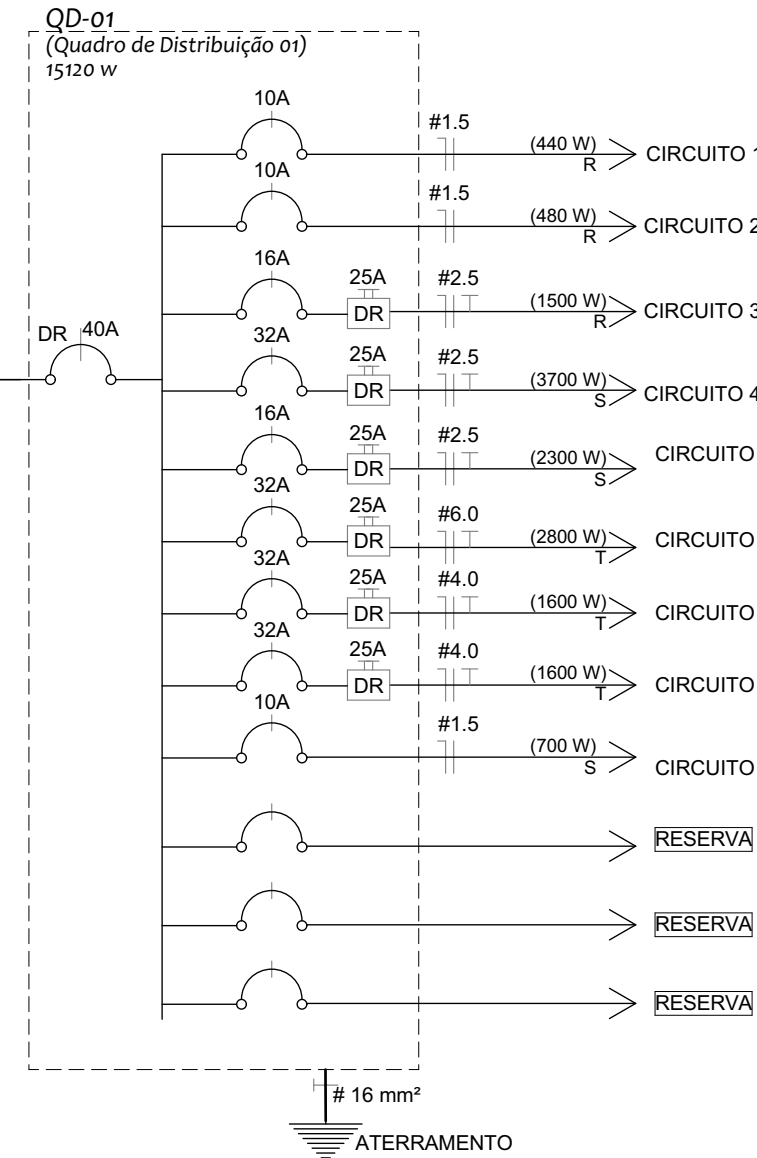 QD-01
(Quadro de Distribuição 01)
15120 w
10A
#1.5
(440 W)
R
CIRCUITO 1
10A
#1.5
(480 W)
R
CIRCUITO 2
16A
25A
DR
#2.5
(1500 W)
R
CIRCUITO 3
DR 40A
32A
25A
DR
#2.5
(3700 W)
S
CIRCUITO 4
16A
25A
DR
#2.5
(2300 W)
S
CIRCUITO
32A
25A
DR
#6.0
(2800 W)
T
CIRCUITO
32A
25A
DR
#4.0
(1600 W)
T
CIRCUITO
32A
25A
DR
#4.0
(1600 W)
T
CIRCUITO
10A
#1.5
(700 W)
S
CIRCUITO
RESERVA
RESERVA
RESERVA
# 16 mm²
ATERRAMENTO